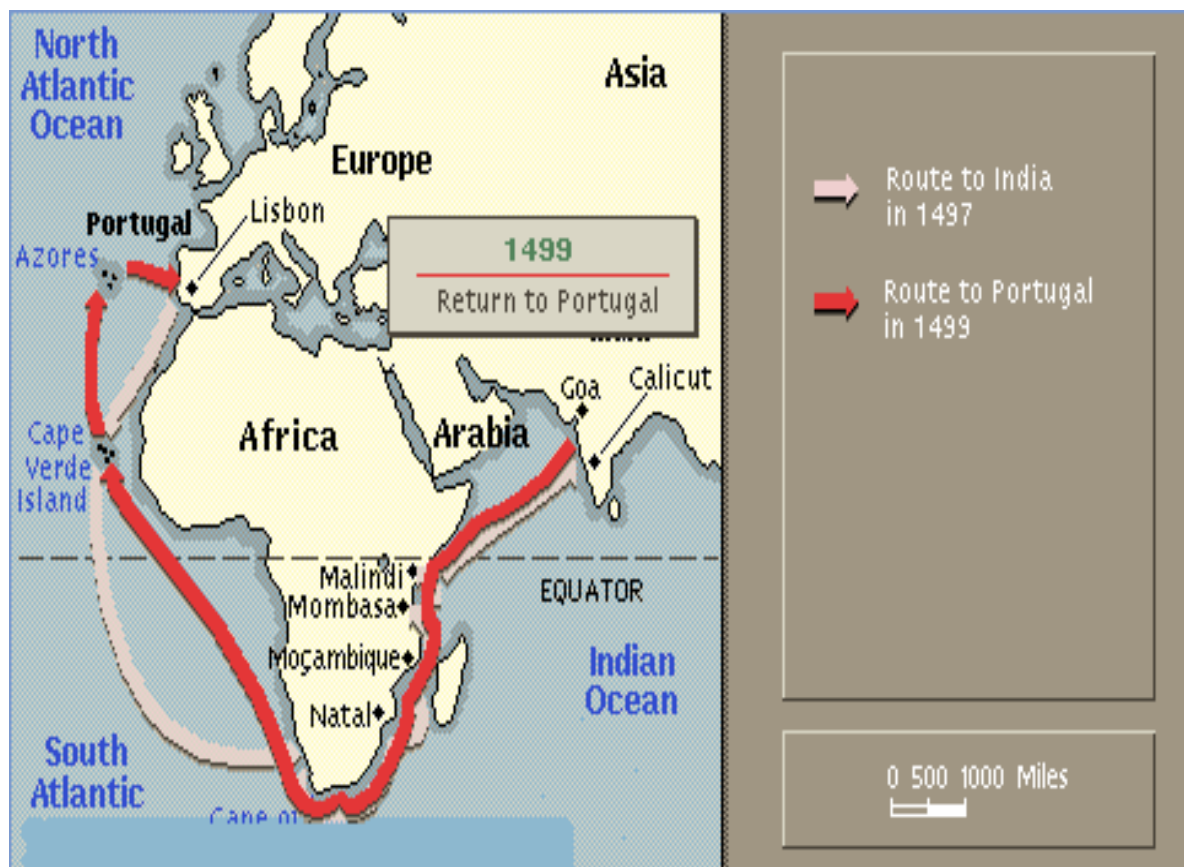 North
Atlantic
Ocean
Asia
Europe
Portugal
Lisbon
Azores
1499
Return to Portugal
Goa
Calicut
Africa
Arabia
Cape
Verde
Island
Malindi
Mombasa
EQUATOR
Moçambique
Indian
Ocean
Natal
South
Atlantic
Cape of
Route to India
in 1497
Route to Portugal
in 1499
0 500 1000 Miles